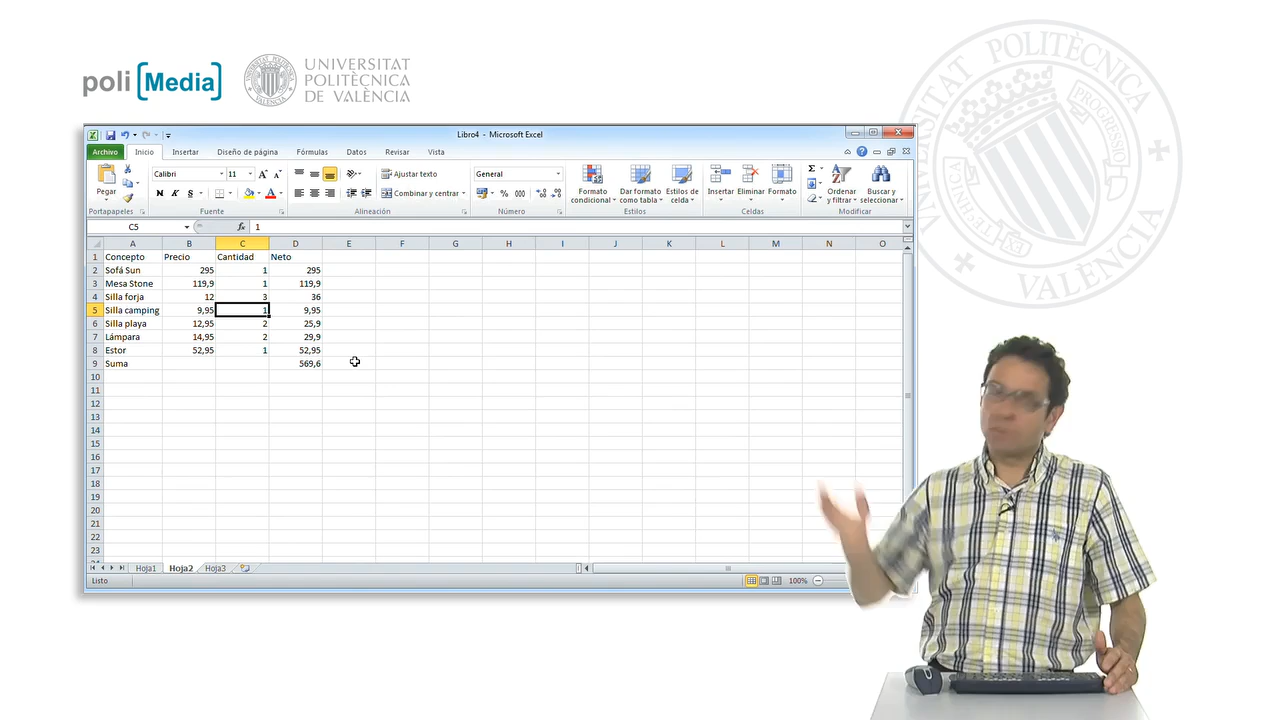 poli [Media]
UNIVERSITAT
POLITÈCNICA
DE VALÈNCIA
UNIVERSITAT POLITÈCNICA
DE VALÈNCIA
PROGRESSIO
Libro4 - Microsoft Excel
Archivo Inicio Insertar Diseño de página Fórmulas Datos Revisar Vista
Pegar
Calibri 11
N K S
Ajustar texto
Combinar y centrar
General
% 000
Formato condicional
Dar formato como tabla
Estilos de celda
Insertar Eliminar Formato
Σ
Ordenar y filtrar
Buscar y seleccionar
Portapapeles Fuente Alineación Número Estilos Celdas Modificar
C5 fx 1
A B C D E F G H I J K L M N O
1 Concepto Precio Cantidad Neto
2 Sofá Sun 295 1 295
3 Mesa Stone 119,9 1 119,9
4 Silla forja 12 3 36
5 Silla camping 9,95 1 9,95
6 Silla playa 12,95 2 25,9
7 Lámpara 14,95 2 29,9
8 Estor 52,95 1 52,95
9 Suma 569,6
10
11
12
13
14
15
16
17
18
19
20
21
22
23
Hoja1 Hoja2 Hoja3
Listo 100%